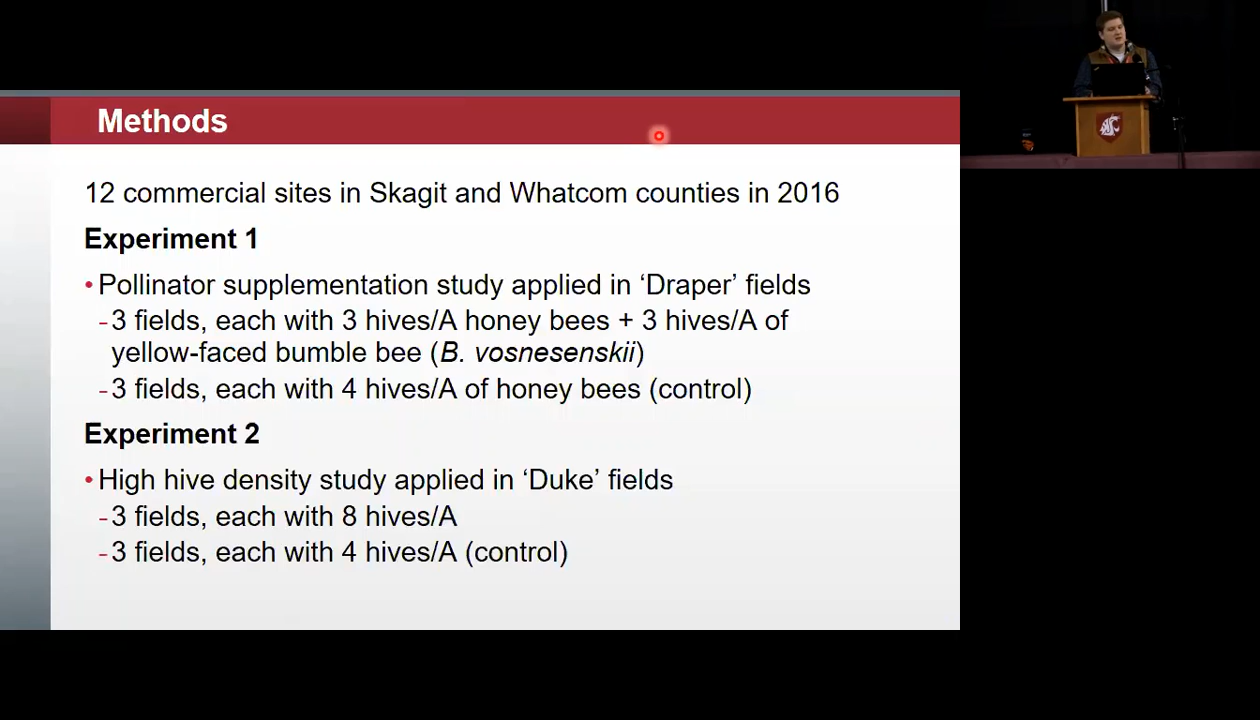 Methods
12 commercial sites in Skagit and Whatcom counties in 2016
Experiment 1
• Pollinator supplementation study applied in ‘Draper’ fields
- 3 fields, each with 3 hives/A honey bees + 3 hives/A of
yellow-faced bumble bee (B. vosnesenskii)
- 3 fields, each with 4 hives/A of honey bees (control)
Experiment 2
• High hive density study applied in ‘Duke’ fields
- 3 fields, each with 8 hives/A
- 3 fields, each with 4 hives/A (control)